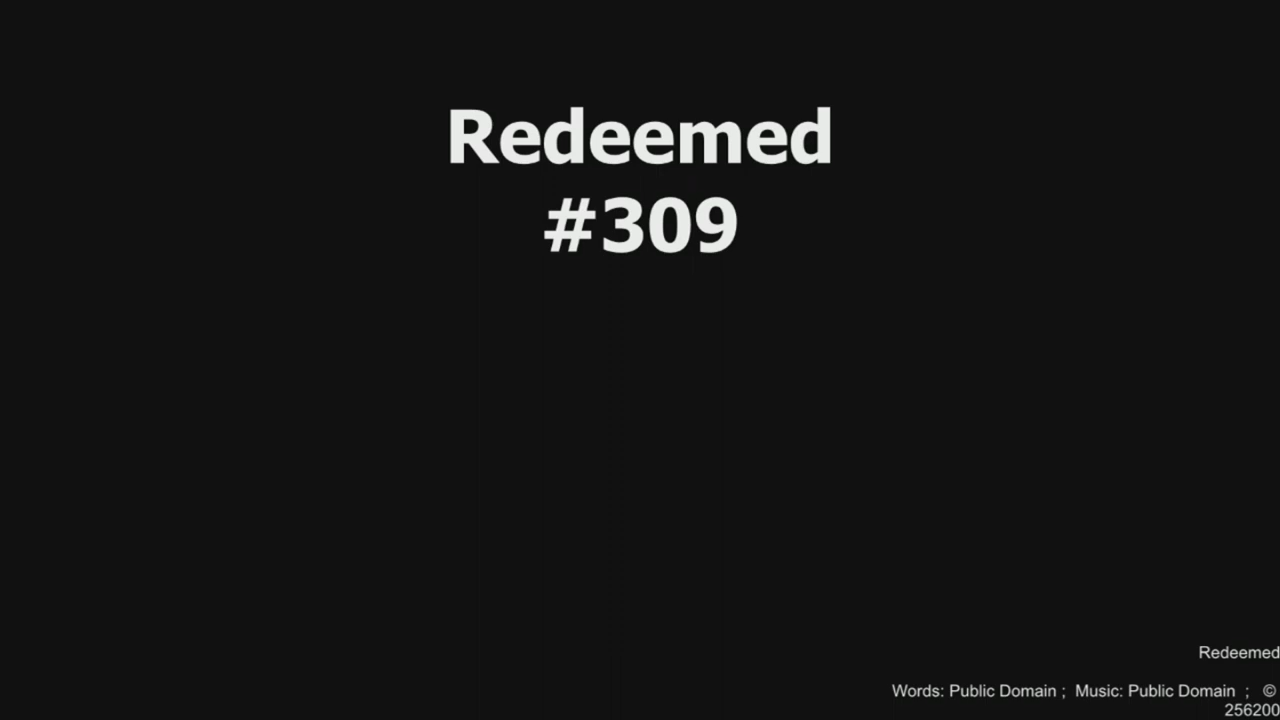 Redeemed
#309
Redeemed
Words: Public Domain ; Music: Public Domain ; ©
256200